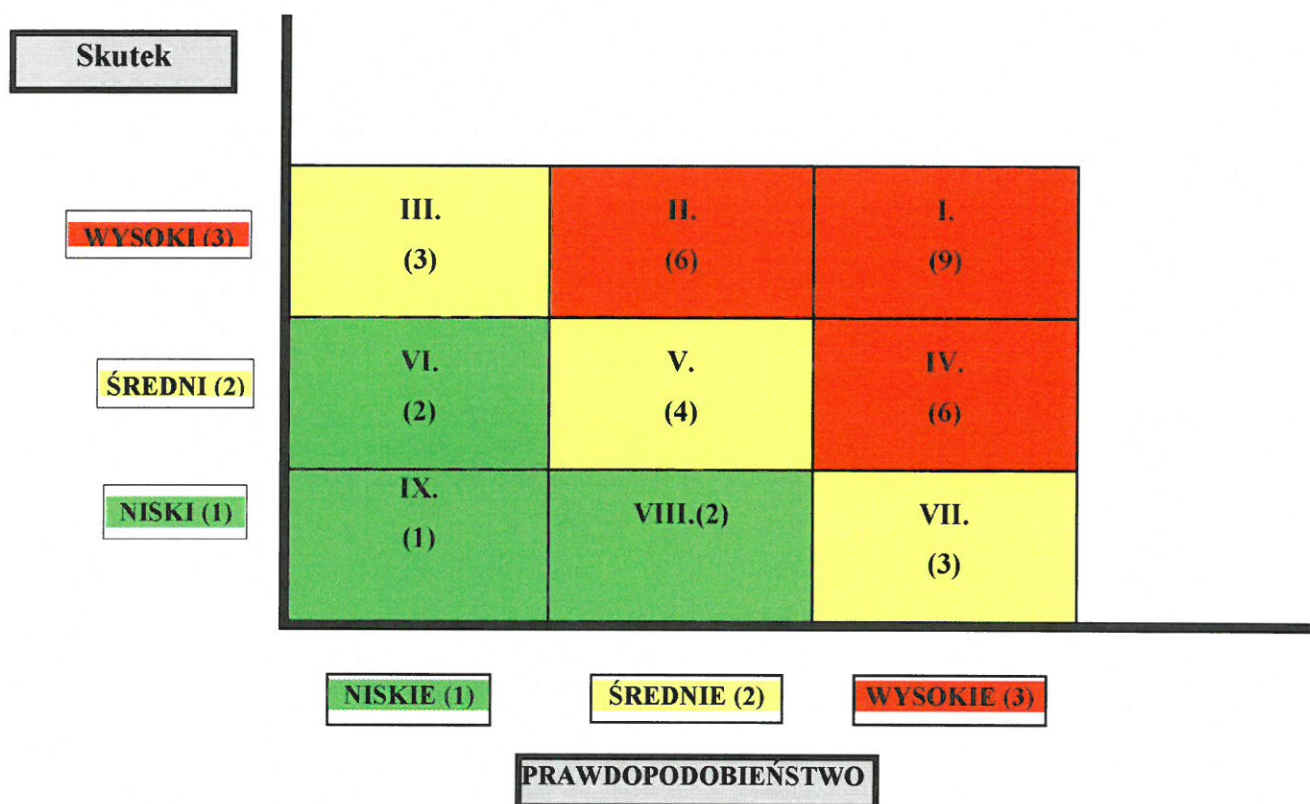 Skutek
WYSOKI (3)
III.
(3)
II.
(6)
I.
(9)
ŚREDNI (2)
VI.
(2)
V.
(4)
IV.
(6)
NISKI (1)
IX.
(1)
VIII.(2)
VII.
(3)
NISKIE (1)
ŚREDNIE (2)
WYSOKIE (3)
PRAWDOPODOBIEŃSTWO